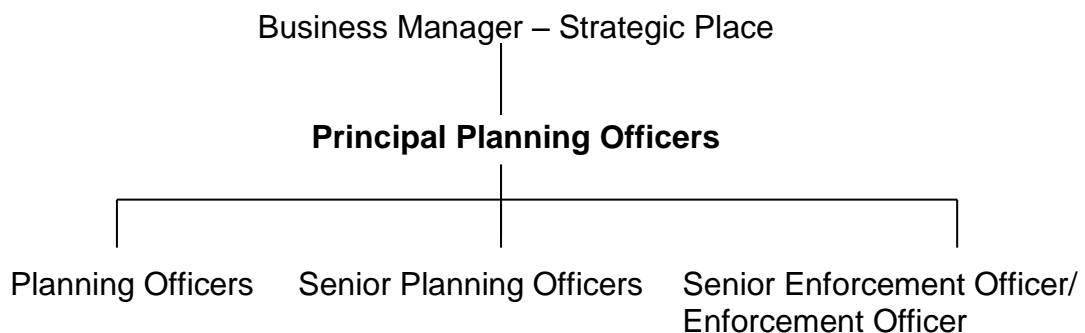 Business Manager – Strategic Place
Principal Planning Officers
Planning Officers
Senior Planning Officers
Senior Enforcement Officer/
Enforcement Officer